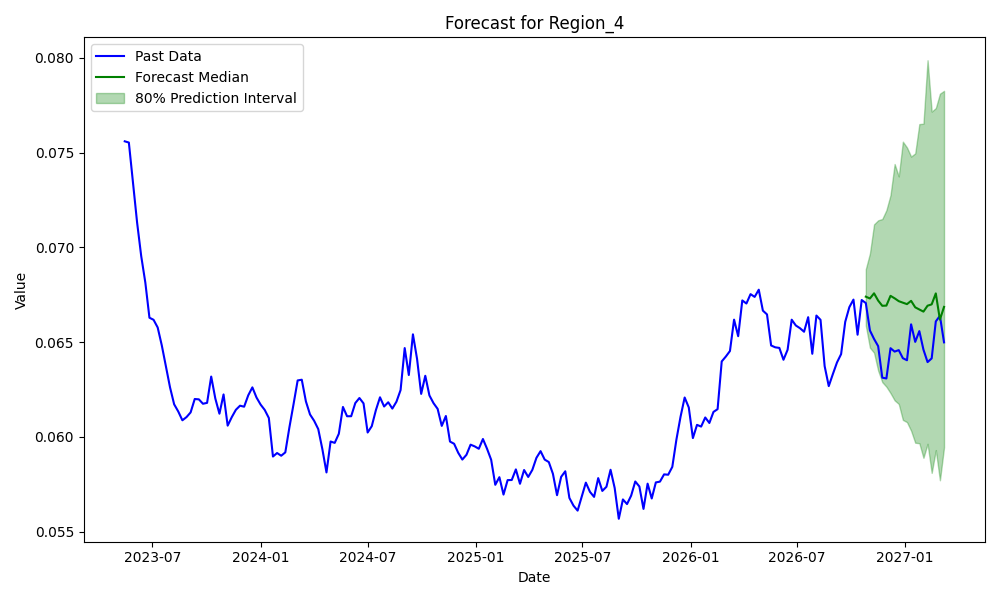 Forecast for Region_4
Past Data
Forecast Median
80% Prediction Interval
0.080
0.075
0.070
0.065
0.060
0.055
Value
2023-07
2024-01
2024-07
2025-01
2025-07
2026-01
2026-07
2027-01
Date